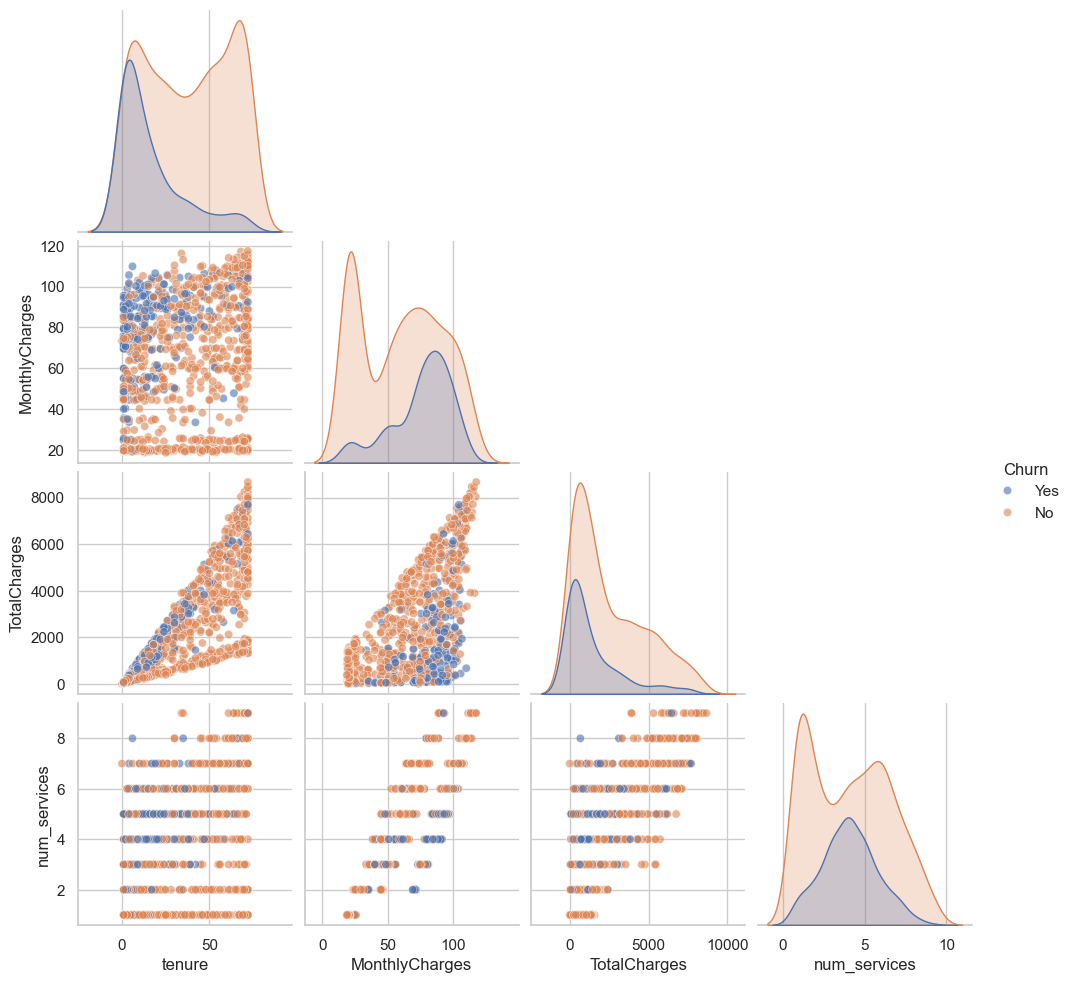 120
100
80
60
40
20
MonthlyCharges
8000
6000
4000
2000
0
TotalCharges
Churn
Yes
No
8
6
4
2
num_services
0 50
tenure
0 50 100
MonthlyCharges
0 5000 10000
TotalCharges
0 5 10
num_services